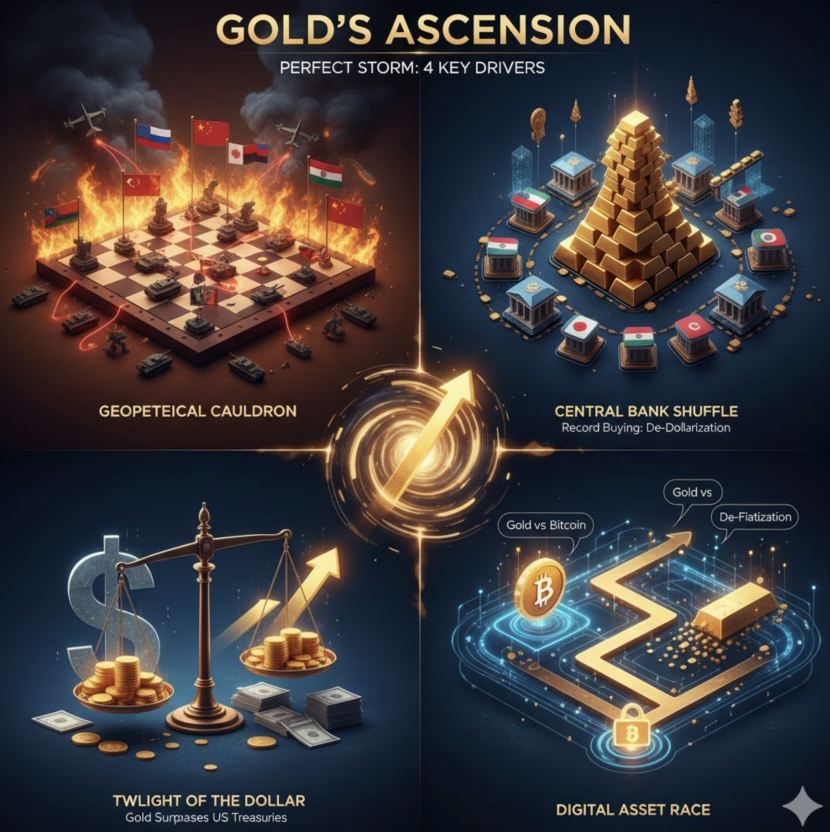 GOLD'S ASCENSION
PERFECT STORM: 4 KEY DRIVERS
GEOPETEICAL CAULDRON
CENTRAL BANK SHUFFLE
Record Buying: De-Dollarization
Gold vs
Gold vs Bitcoin
De-Fiatization
TWLIGHT OF THE DOLLAR
Gold Surpases US Treasuries
DIGITAL ASSET RACE